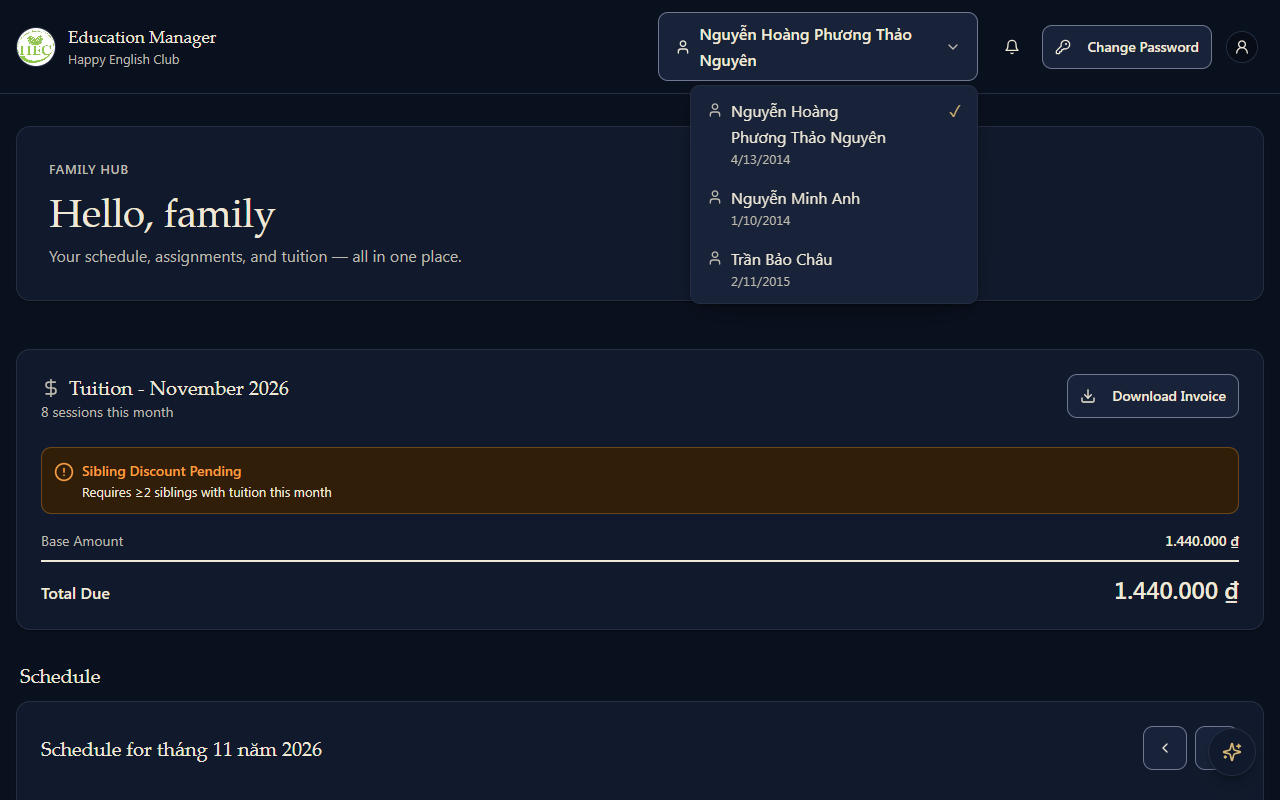 HEC
Education Manager
Happy English Club
Nguyễn Hoàng Phương Thảo
Nguyên
Change Password
Nguyễn Hoàng
Phương Thảo Nguyên
4/13/2014
Nguyễn Minh Anh
1/10/2014
Trần Bảo Châu
2/11/2015
FAMILY HUB
Hello, family
Your schedule, assignments, and tuition — all in one place.
Tuition - November 2026
8 sessions this month
Download Invoice
Sibling Discount Pending
Requires ≥2 siblings with tuition this month
Base Amount
1.440.000 ₫
Total Due
1.440.000 ₫
Schedule
Schedule for tháng 11 năm 2026